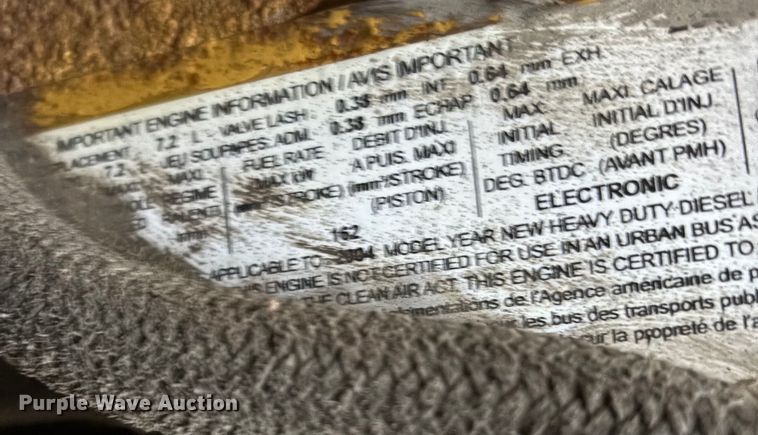 IMPORTANT ENGINE INFORMATION / AVIS IMPORTANT
LACEMENT 7.2 L VALVE LASH: 0.38 mm INT. 0.64 mm EXH.
7.2 JEU SOUPAPES: ADM. 0.38 mm ECHAP. 0.64 mm
MAXI FUEL RATE DEBIT D'INJ. MAX. MAXI. CALAGE
REGIME MAX A PUIS. MAXI INITIAL INITIAL D'INJ.
(mm³/STROKE) (mm³/STROKE) TIMING (DEGRES)
(PISTON) DEG. BTDC (AVANT PMH)
162 ELECTRONIC
APPLICABLE TO 2004 MODEL YEAR NEW HEAVY DUTY DIESEL
ENGINE IS NOT CERTIFIED FOR USE IN AN URBAN BUS AS
THE CLEAN AIR ACT. THIS ENGINE IS CERTIFIED TO
de l'Agence americaine de p
les bus des transports publ
ur la propreté de l'a
Purple Wave Auction